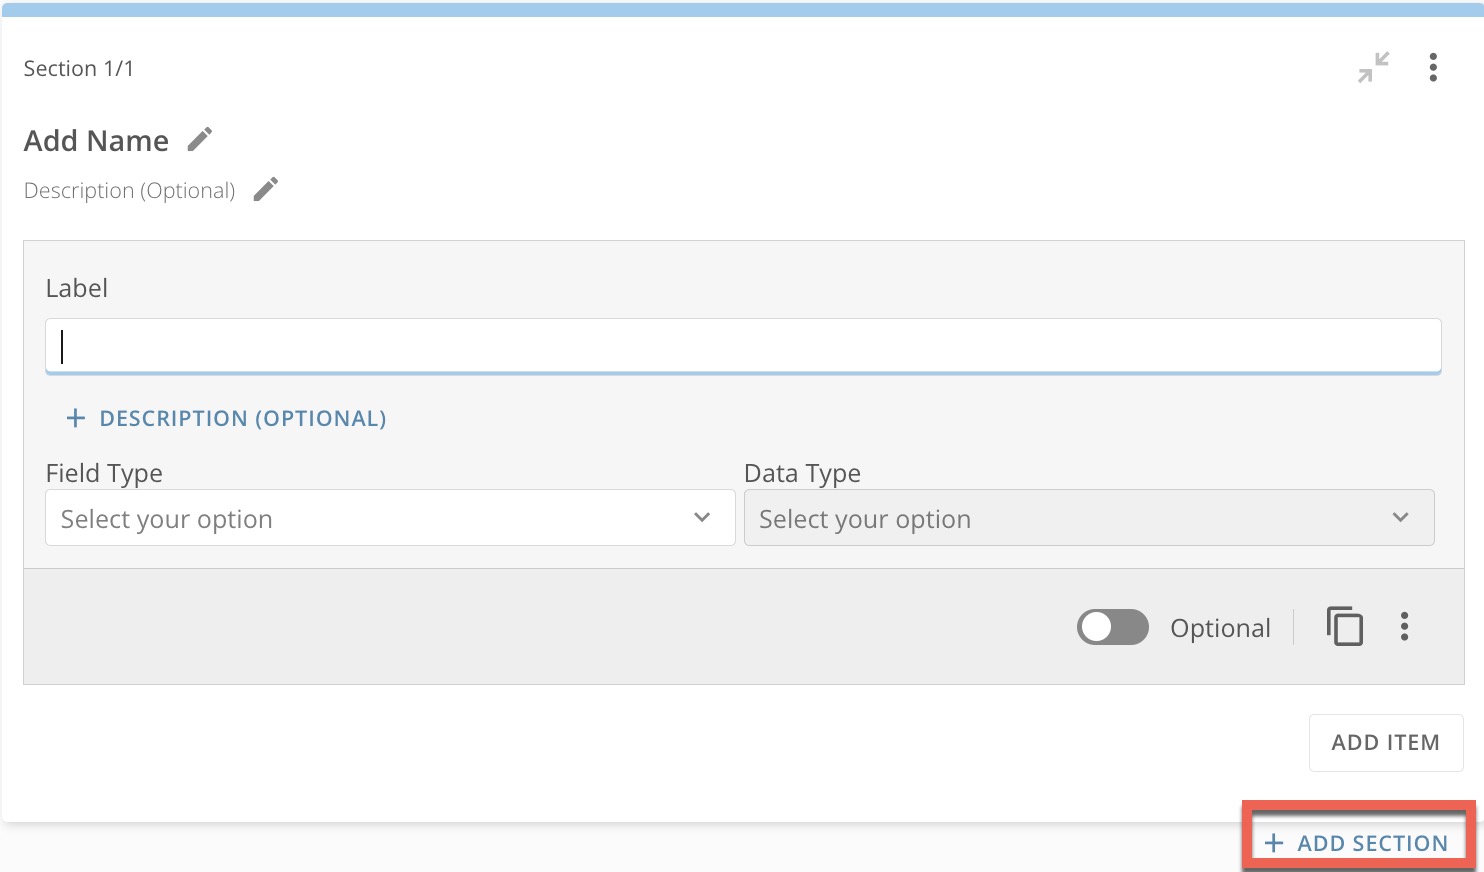 Section 1/1
Add Name
Description (Optional)
Label
+ DESCRIPTION (OPTIONAL)
Field Type Data Type
Select your option Select your option
Optional
ADD ITEM
+ ADD SECTION